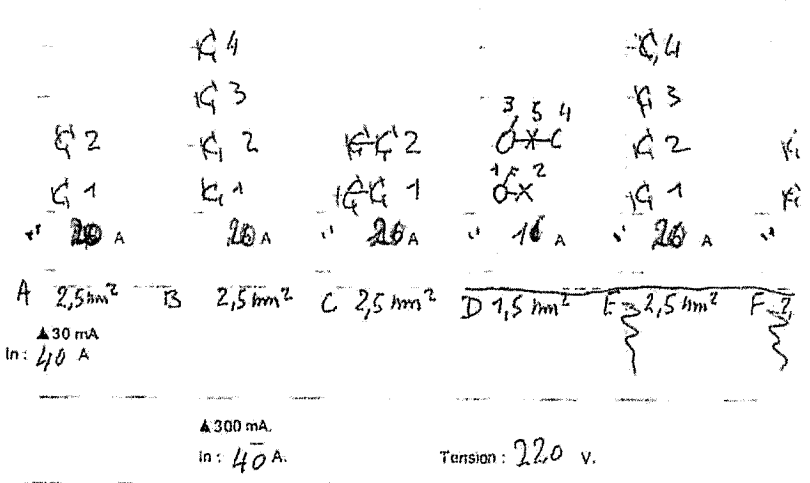 4 4
3 3 5 4 3
2 2 2 2
1 1 1 1 2 1
20 A 20 A 20 A 16 A 20 A
A 2,5 mm² B 2,5 mm² C 2,5 mm² D 1,5 mm² E 2,5 mm² F
▲30 mA
In : 40 A
▲300 mA.
In : 40 A.
Tension : 220 V.